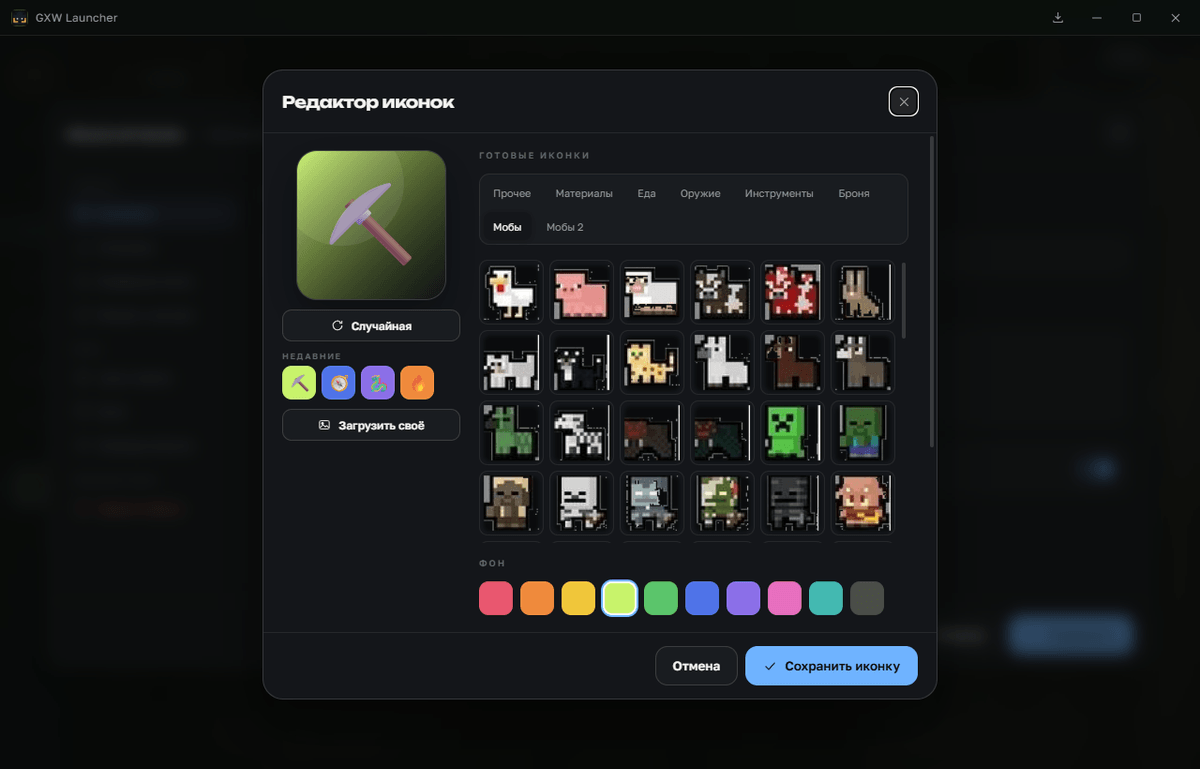 GXW Launcher
Редактор иконок
Случайная
НЕДАВНИЕ
Загрузить своё
ГОТОВЫЕ ИКОНКИ
Прочее Материалы Еда Оружие Инструменты Броня
Мобы Мобы 2
ФОН
Отмена Сохранить иконку